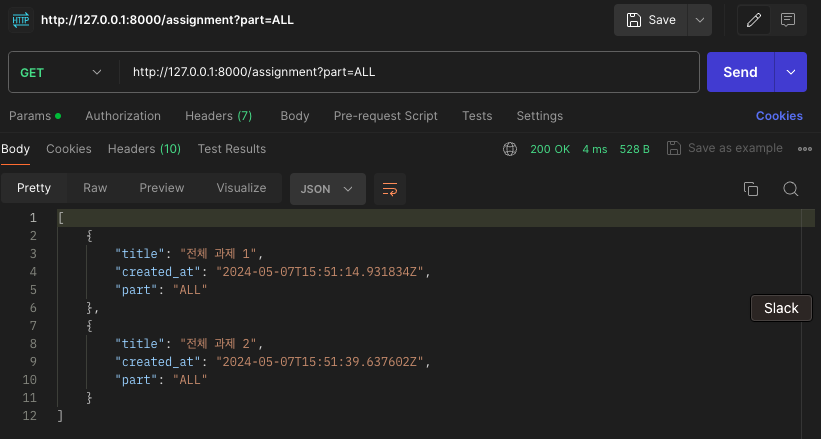 HTTP http://127.0.0.1:8000/assignment?part=ALL Save
GET http://127.0.0.1:8000/assignment?part=ALL Send
Params Authorization Headers (7) Body Pre-request Script Tests Settings Cookies
Body Cookies Headers (10) Test Results 200 OK 4 ms 528 B Save as example
Pretty Raw Preview Visualize JSON
1 [
2 {
3 "title": "전체 과제 1",
4 "created_at": "2024-05-07T15:51:14.931834Z",
5 "part": "ALL"
6 },
7 {
8 "title": "전체 과제 2",
9 "created_at": "2024-05-07T15:51:39.637602Z",
10 "part": "ALL"
11 }
12 ]
Slack